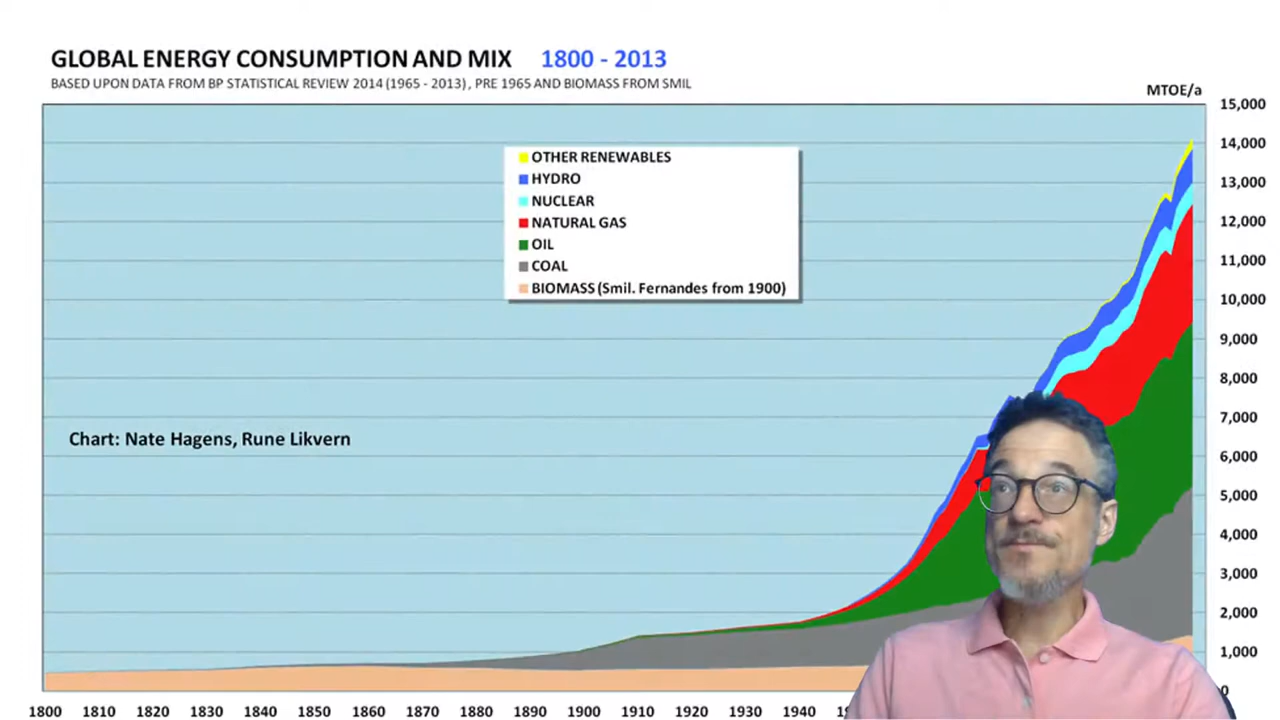 GLOBAL ENERGY CONSUMPTION AND MIX 1800 - 2013
BASED UPON DATA FROM BP STATISTICAL REVIEW 2014 (1965 - 2013) , PRE 1965 AND BIOMASS FROM SMIL
MTOE/a
15,000
14,000
13,000
12,000
11,000
10,000
9,000
8,000
7,000
6,000
5,000
4,000
3,000
2,000
1,000
0
OTHER RENEWABLES
HYDRO
NUCLEAR
NATURAL GAS
OIL
COAL
BIOMASS (Smil. Fernandes from 1900)
Chart: Nate Hagens, Rune Likvern
1800 1810 1820 1830 1840 1850 1860 1870 1880 1890 1900 1910 1920 1930 1940